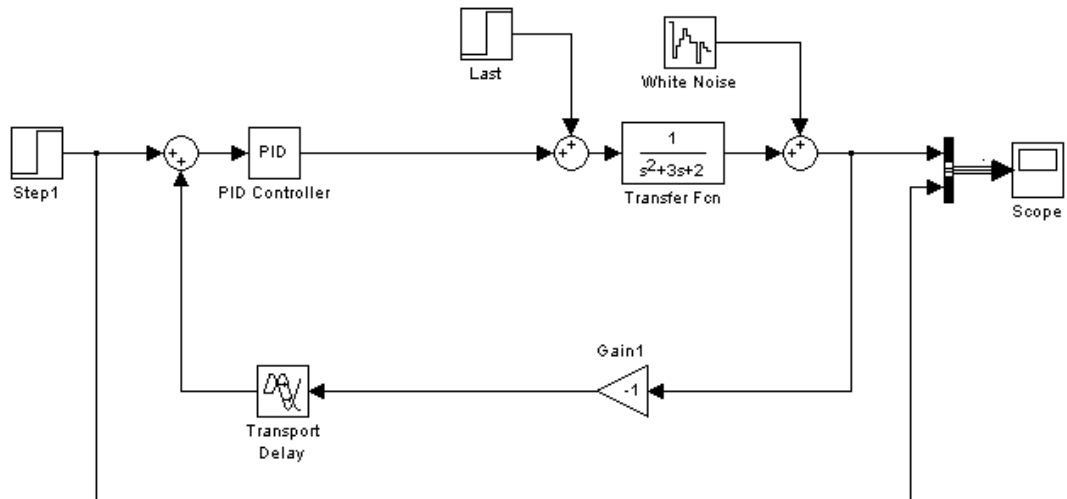 Last
White Noise
Step1
+
+
PID
PID Controller
+
+
1
s²+3s+2
Transfer Fcn
+
+
Scope
Gain1
-1
Transport
Delay